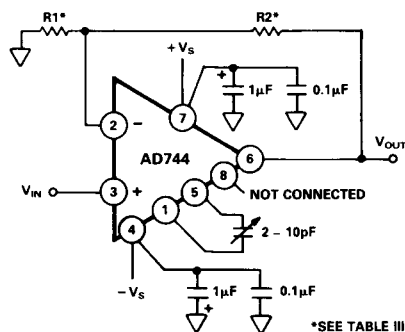 R1*
R2*
+VS
+
1µF
0.1µF
2
−
7
AD744
6
VOUT
VIN
3
+
8
NOT CONNECTED
5
1
2 – 10pF
4
−VS
1µF
+
0.1µF
*SEE TABLE III